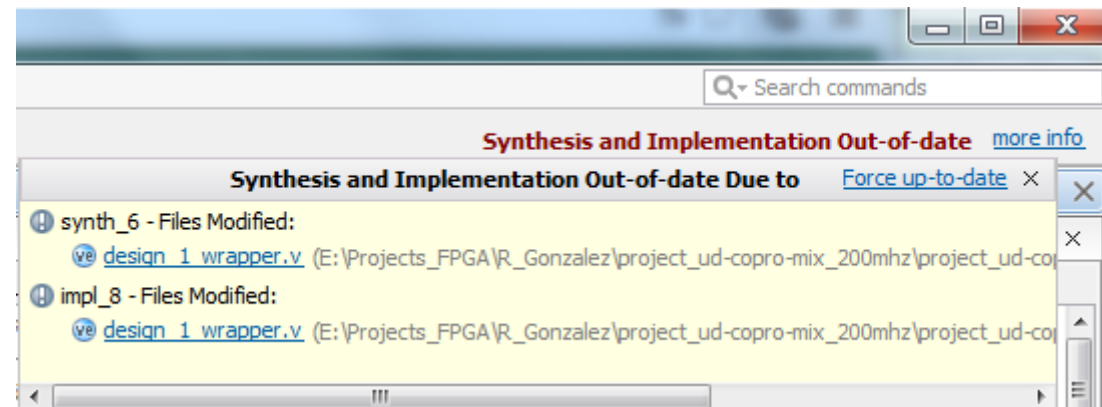 Search commands
Synthesis and Implementation Out-of-date more info
Synthesis and Implementation Out-of-date Due to Force up-to-date
synth_6 - Files Modified:
design_1_wrapper.v (E:\Projects_FPGA\R_Gonzalez\project_ud-copro-mix_200mhz\project_ud-cop
impl_8 - Files Modified:
design_1_wrapper.v (E:\Projects_FPGA\R_Gonzalez\project_ud-copro-mix_200mhz\project_ud-cop